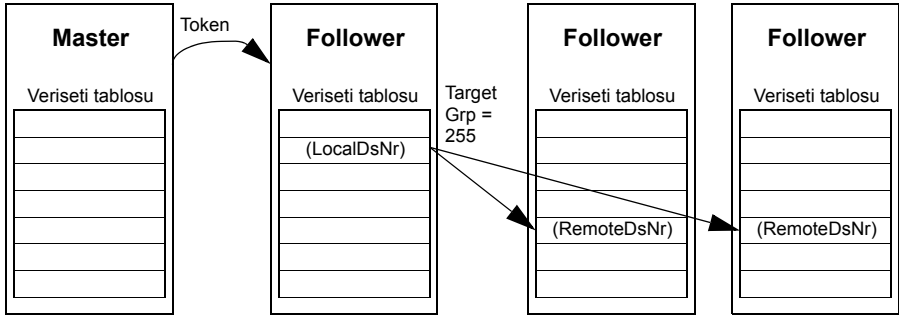 Master
Token
Follower
Follower
Follower
Veriseti tablosu
Veriseti tablosu
Target
Grp =
255
Veriseti tablosu
Veriseti tablosu
(LocalDsNr)
(RemoteDsNr)
(RemoteDsNr)